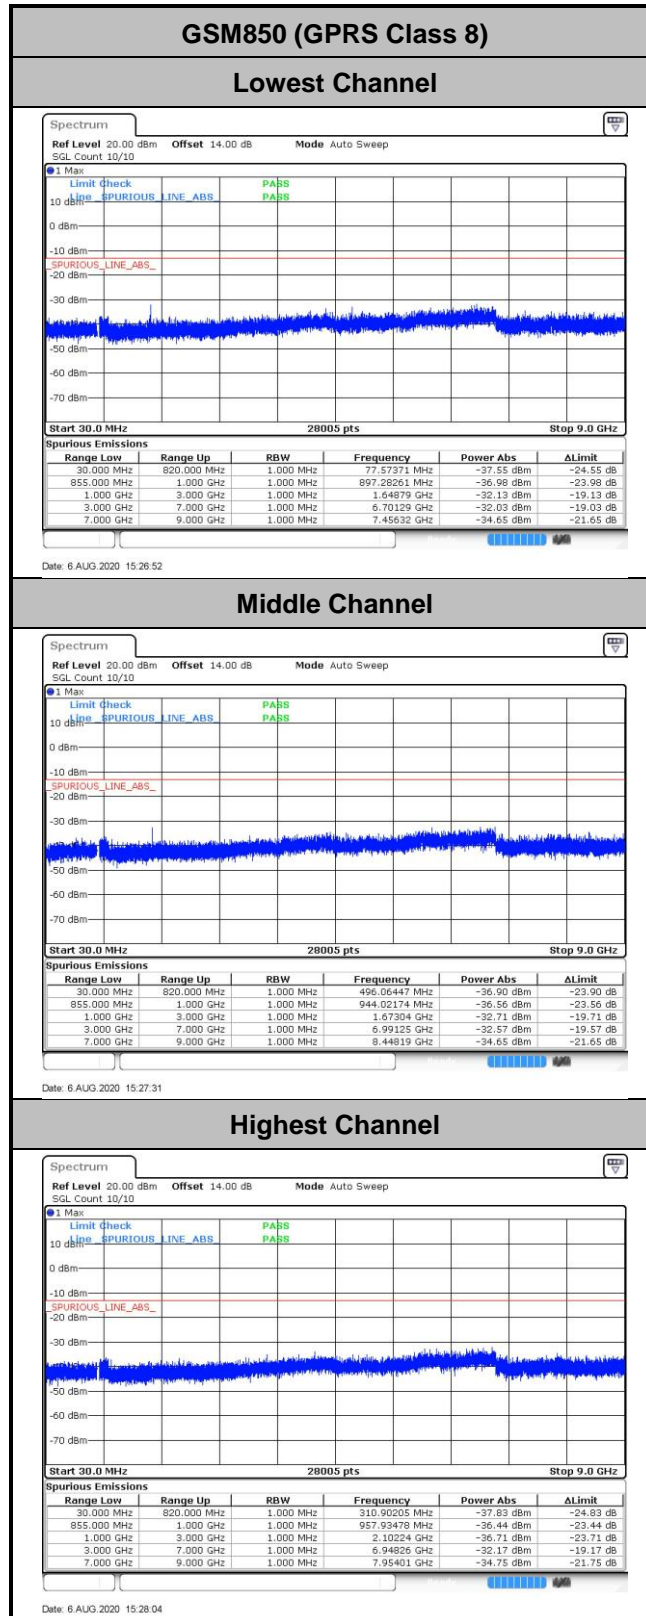 GSM850 (GPRS Class 8)
Lowest Channel
Spectrum
Ref Level 20.00 dBm Offset 14.00 dB Mode Auto Sweep
SGL Count 10/10
1 Max
Limit Check PASS
10 dBm Line _SPURIOUS_LINE_ABS_ PASS
0 dBm
-10 dBm
_SPURIOUS_LINE_ABS_
-20 dBm
-30 dBm
-50 dBm
-60 dBm
-70 dBm
Start 30.0 MHz 28005 pts Stop 9.0 GHz
Spurious Emissions
Range Low Range Up RBW Frequency Power Abs ΔLimit
30.000 MHz 820.000 MHz 1.000 MHz 77.57371 MHz -37.55 dBm -24.55 dB
855.000 MHz 1.000 GHz 1.000 MHz 897.28261 MHz -36.98 dBm -23.98 dB
1.000 GHz 3.000 GHz 1.000 MHz 1.64879 GHz -32.13 dBm -19.13 dB
3.000 GHz 7.000 GHz 1.000 MHz 6.70129 GHz -32.03 dBm -19.03 dB
7.000 GHz 9.000 GHz 1.000 MHz 7.45632 GHz -34.65 dBm -21.65 dB
Date: 6.AUG.2020 15:26:52
Middle Channel
Spectrum
Ref Level 20.00 dBm Offset 14.00 dB Mode Auto Sweep
SGL Count 10/10
1 Max
Limit Check PASS
10 dBm Line _SPURIOUS_LINE_ABS_ PASS
0 dBm
-10 dBm
_SPURIOUS_LINE_ABS_
-20 dBm
-30 dBm
-50 dBm
-60 dBm
-70 dBm
Start 30.0 MHz 28005 pts Stop 9.0 GHz
Spurious Emissions
Range Low Range Up RBW Frequency Power Abs ΔLimit
30.000 MHz 820.000 MHz 1.000 MHz 496.06447 MHz -36.90 dBm -23.90 dB
855.000 MHz 1.000 GHz 1.000 MHz 944.02174 MHz -36.56 dBm -23.56 dB
1.000 GHz 3.000 GHz 1.000 MHz 1.67304 GHz -32.71 dBm -19.71 dB
3.000 GHz 7.000 GHz 1.000 MHz 6.99125 GHz -32.57 dBm -19.57 dB
7.000 GHz 9.000 GHz 1.000 MHz 8.44819 GHz -34.65 dBm -21.65 dB
Date: 6.AUG.2020 15:27:31
Highest Channel
Spectrum
Ref Level 20.00 dBm Offset 14.00 dB Mode Auto Sweep
SGL Count 10/10
1 Max
Limit Check PASS
10 dBm Line _SPURIOUS_LINE_ABS_ PASS
0 dBm
-10 dBm
_SPURIOUS_LINE_ABS_
-20 dBm
-30 dBm
-50 dBm
-60 dBm
-70 dBm
Start 30.0 MHz 28005 pts Stop 9.0 GHz
Spurious Emissions
Range Low Range Up RBW Frequency Power Abs ΔLimit
30.000 MHz 820.000 MHz 1.000 MHz 310.90205 MHz -37.83 dBm -24.83 dB
855.000 MHz 1.000 GHz 1.000 MHz 957.93478 MHz -36.44 dBm -23.44 dB
1.000 GHz 3.000 GHz 1.000 MHz 2.10224 GHz -36.71 dBm -23.71 dB
3.000 GHz 7.000 GHz 1.000 MHz 6.94826 GHz -32.17 dBm -19.17 dB
7.000 GHz 9.000 GHz 1.000 MHz 7.95401 GHz -34.75 dBm -21.75 dB
Date: 6.AUG.2020 15:28:04